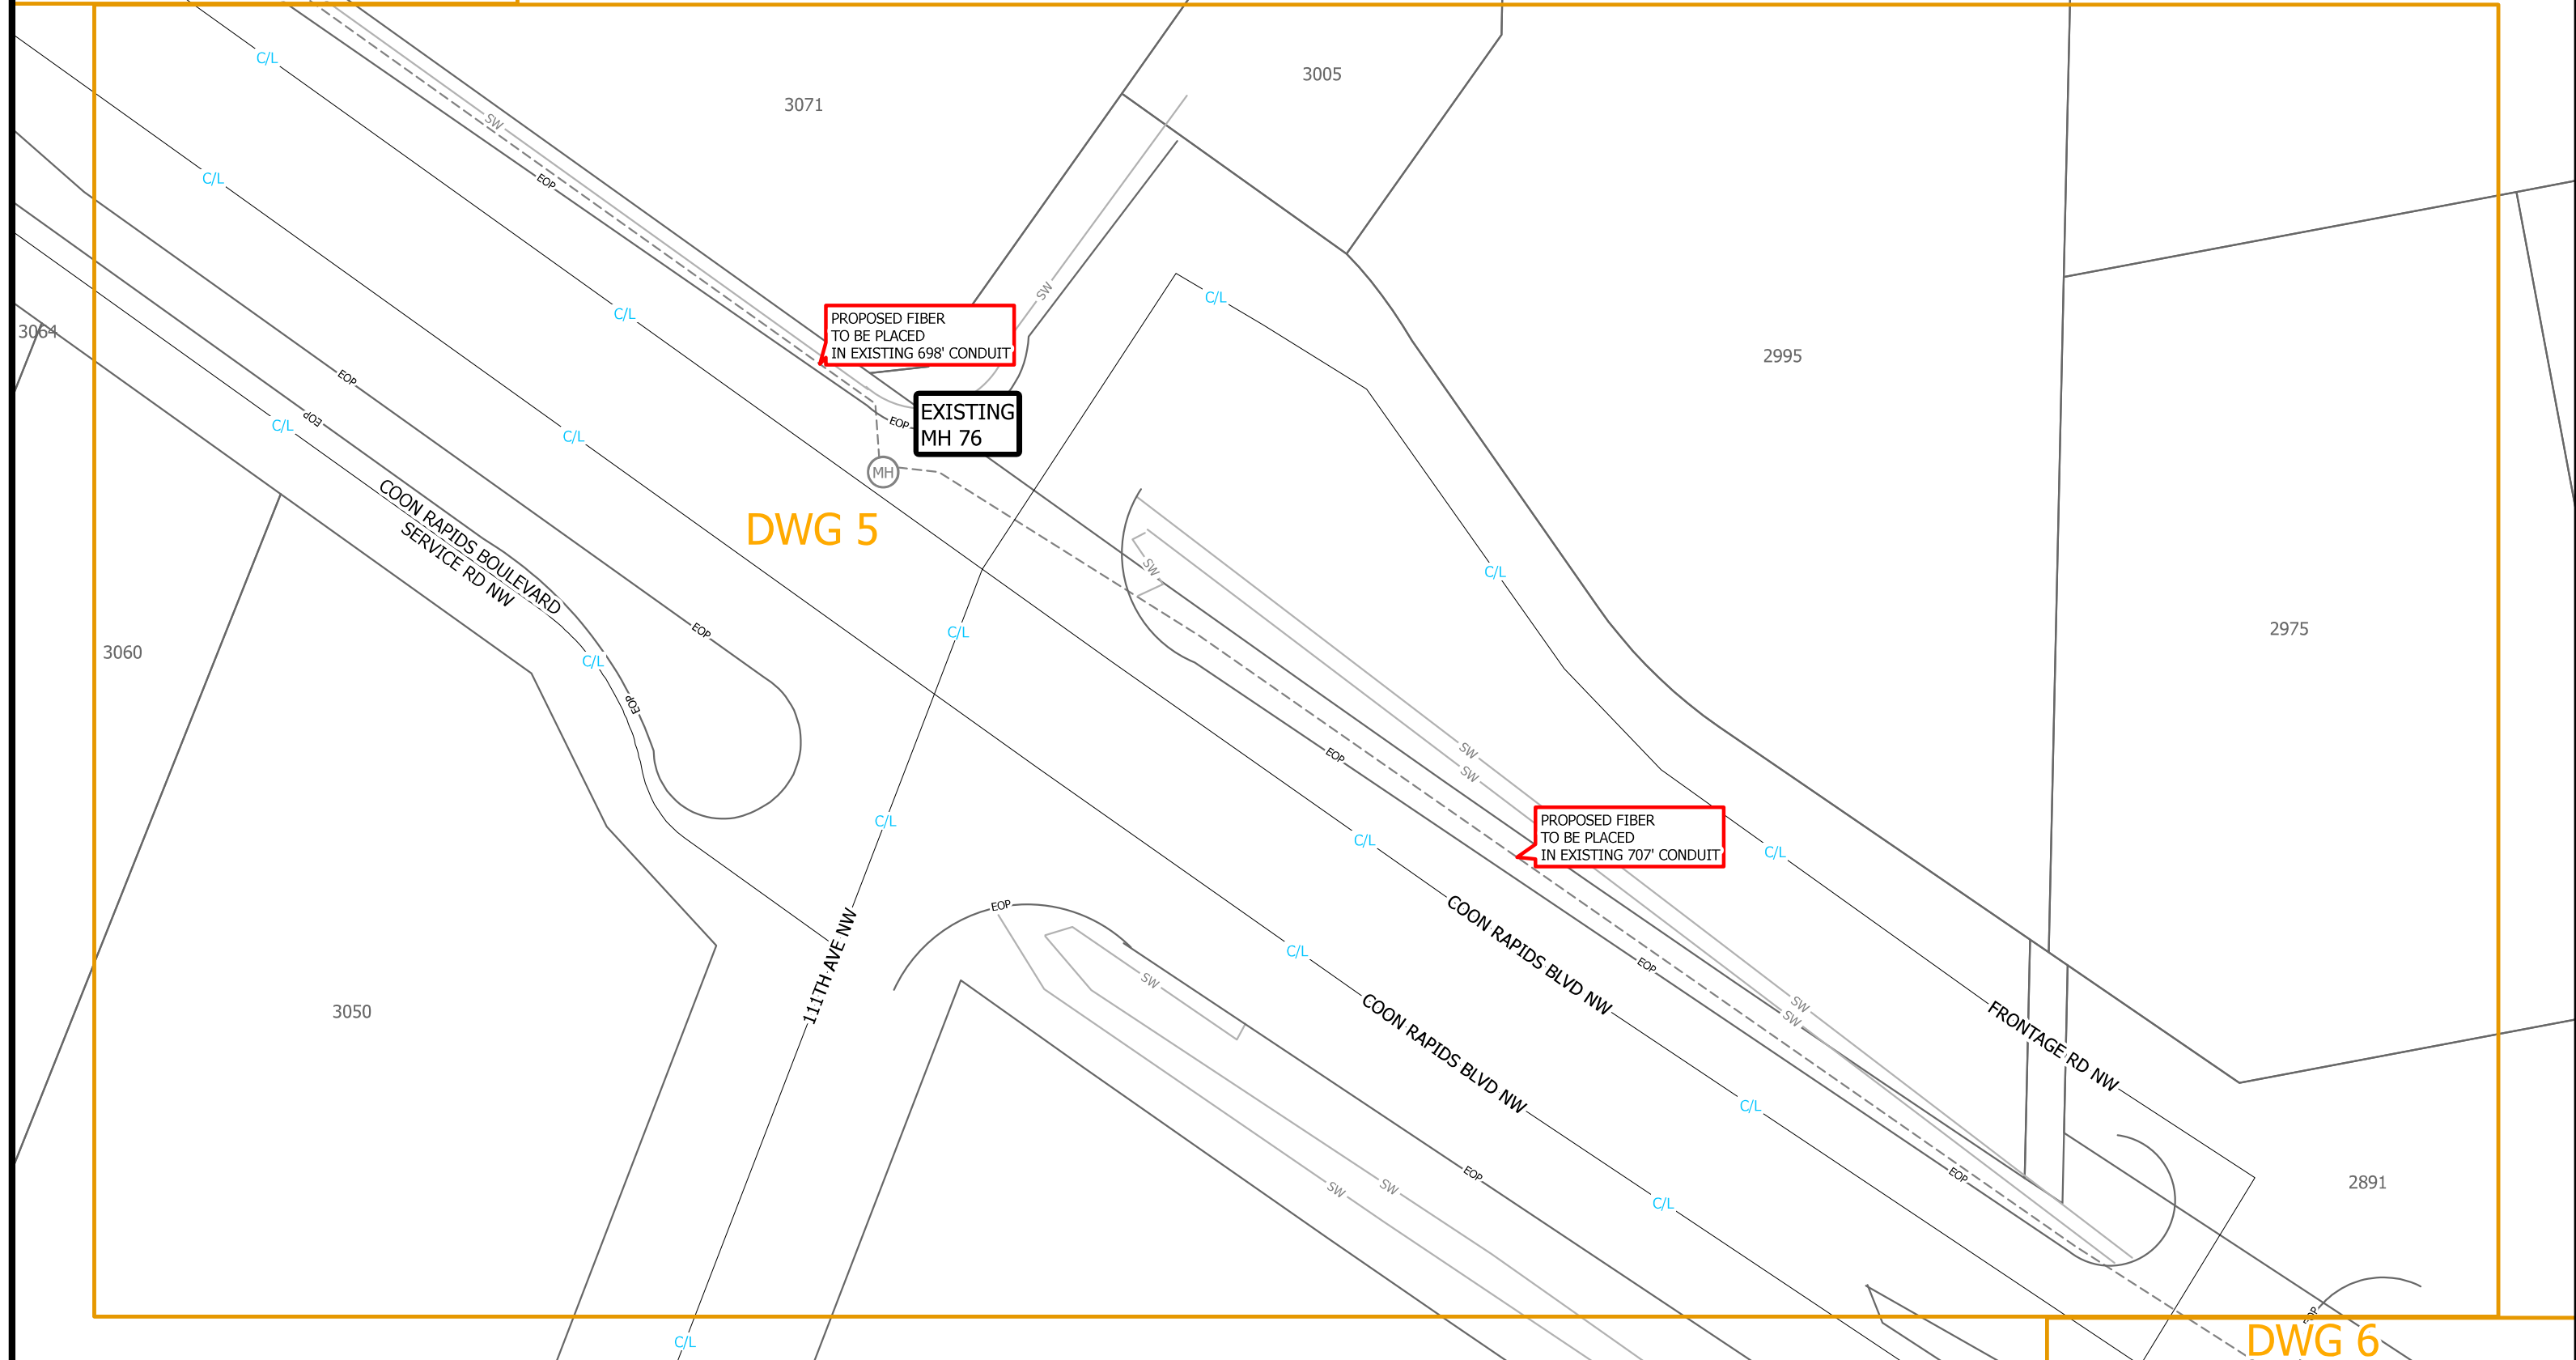 C/L
3005
3071
SW
C/L
EOP
SW
C/L
C/L
PROPOSED FIBER
TO BE PLACED
IN EXISTING 698' CONDUIT
3064
2995
EOP
EXISTING
MH 76
EOP
EOP
C/L
C/L
MH
DWG 5
COON RAPIDS BOULEVARD
SERVICE RD NW
SW
C/L
2975
EOP
C/L
3060
C/L
EOP
SW
EOP
SW
PROPOSED FIBER
TO BE PLACED
IN EXISTING 707' CONDUIT
C/L
C/L
C/L
EOP
COON RAPIDS BLVD NW
C/L
111TH AVE NW
EOP
SW
3050
SW
SW
COON RAPIDS BLVD NW
FRONTAGE RD NW
C/L
EOP
EOP
2891
SW
SW
C/L
EOP
C/L
DWG 6